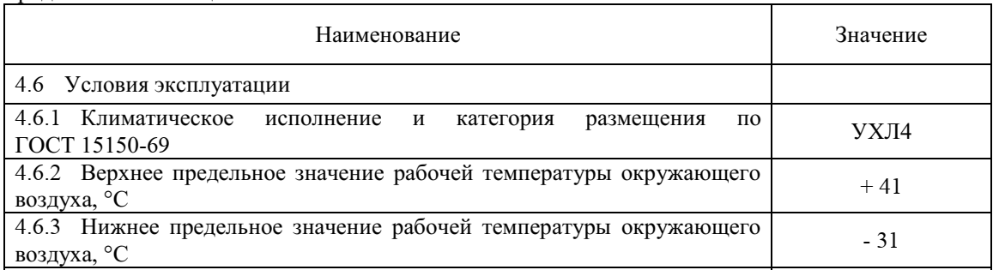 Наименование
Значение
4.6 Условия эксплуатации
4.6.1 Климатическое исполнение и категория размещения по
ГОСТ 15150-69
УХЛ4
4.6.2 Верхнее предельное значение рабочей температуры окружающего
воздуха, °С
+ 41
4.6.3 Нижнее предельное значение рабочей температуры окружающего
воздуха, °С
- 31